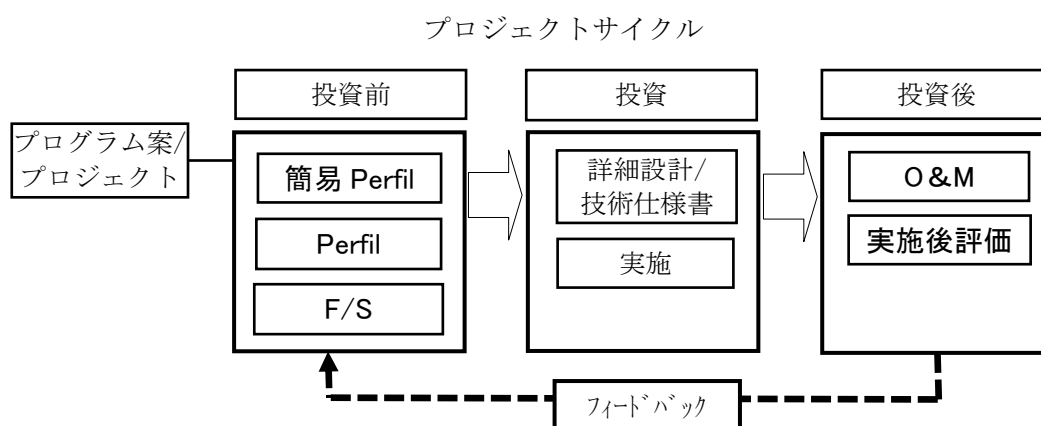 プロジェクトサイクル
投資前
投資
投資後
プログラム案/
プロジェクト
簡易 Perfil
Perfil
F/S
詳細設計/
技術仕様書
実施
O&M
実施後評価
フィードバック